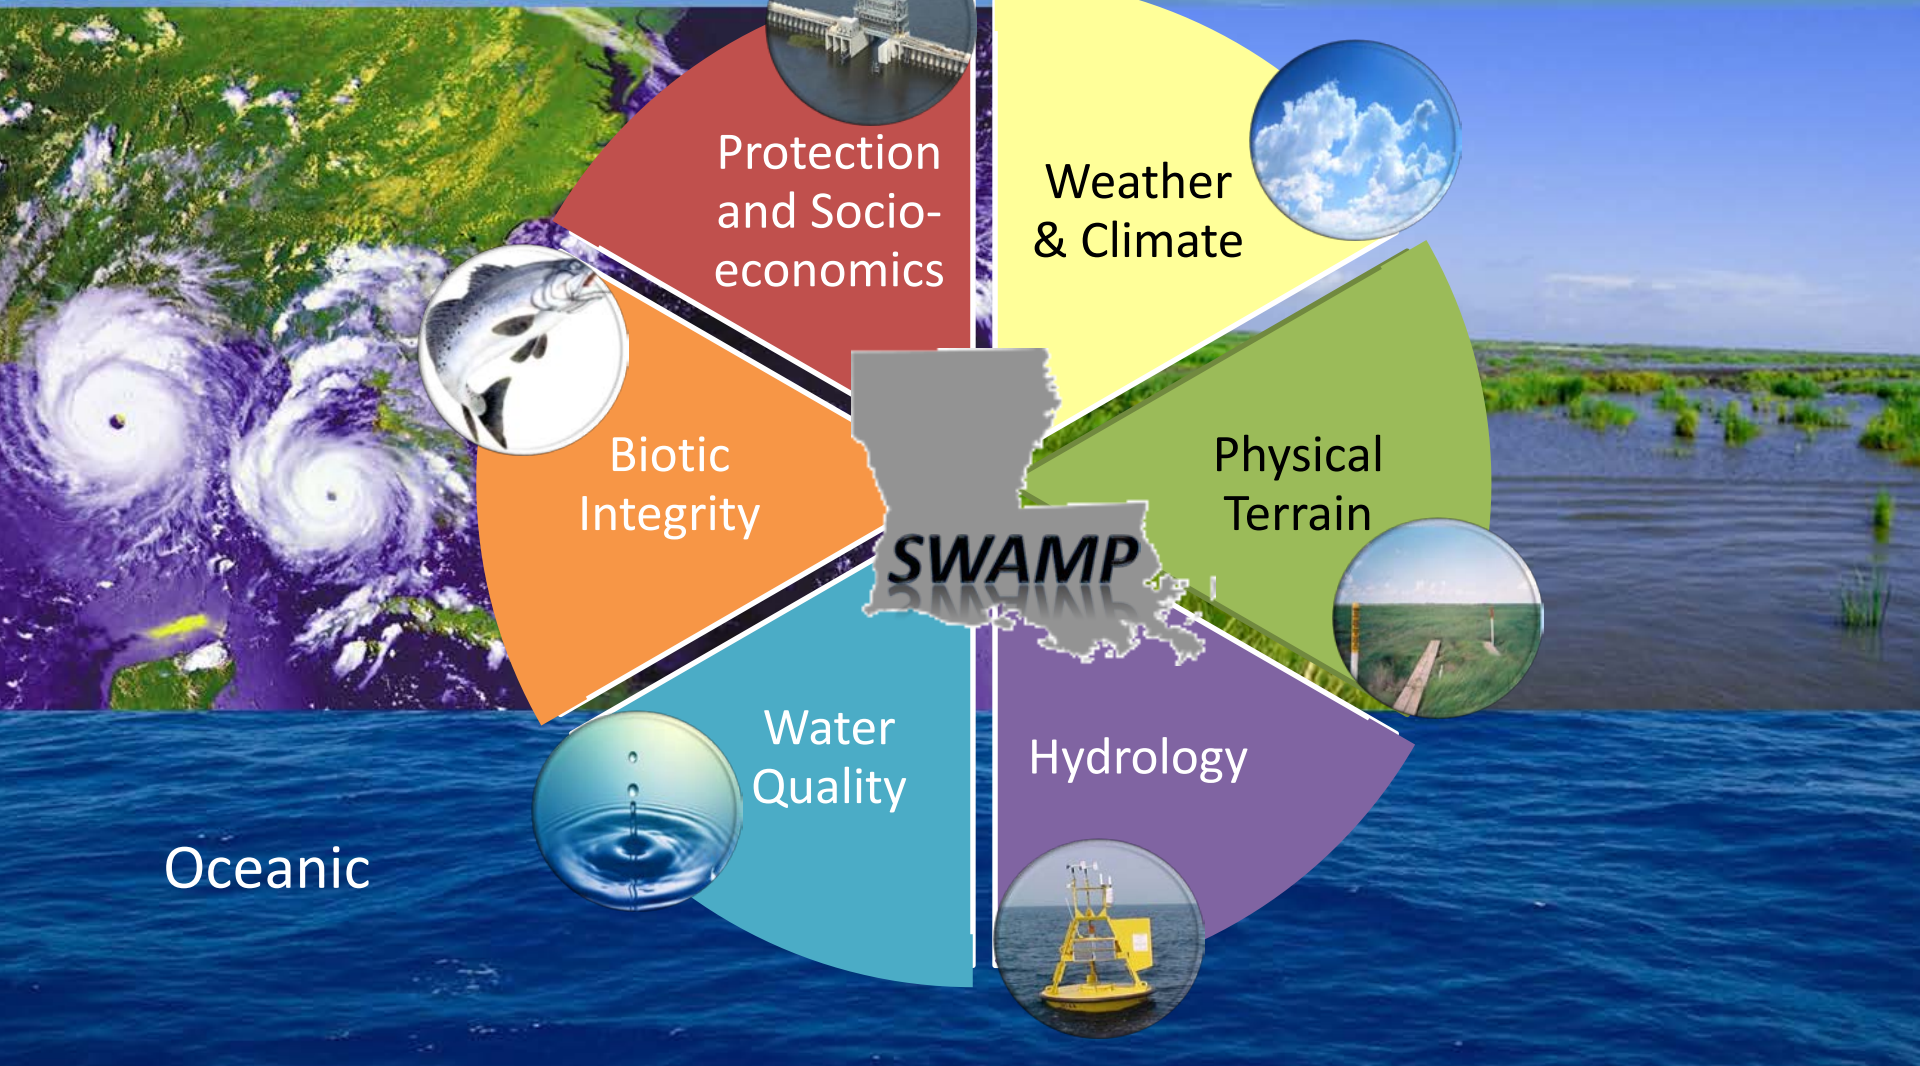 Protection
and Socio-
economics
Weather
& Climate
Biotic
Integrity
Physical
Terrain
SWAMP
Water
Quality
Hydrology
Oceanic